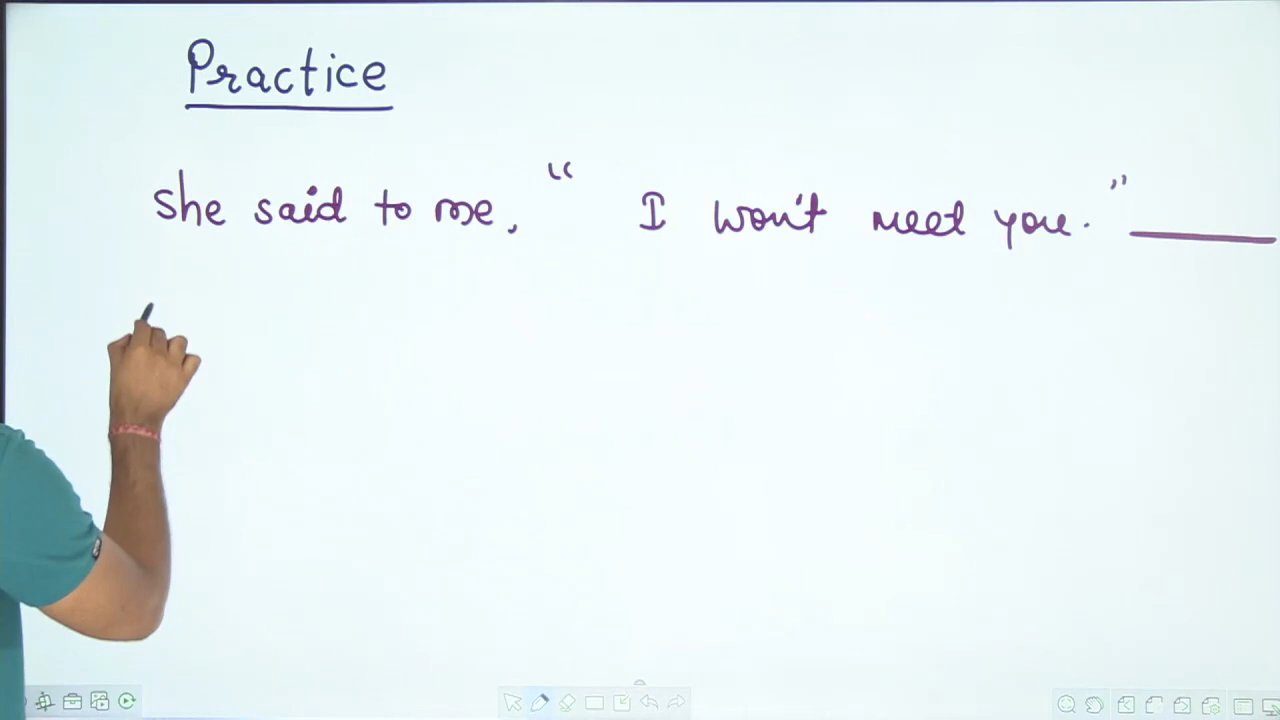 Practice
She said to me, “ I won't meet you. ”